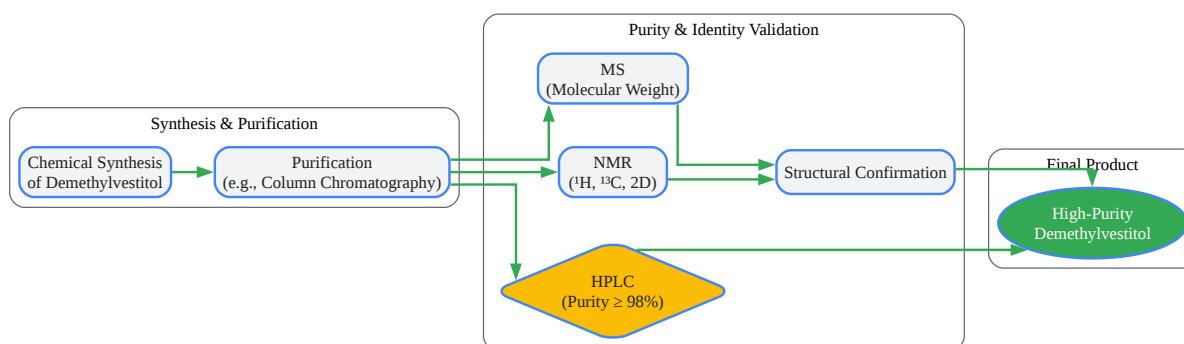 Purity & Identity Validation
MS
(Molecular Weight)
Synthesis & Purification
Chemical Synthesis
of Demethylvestitol
Purification
(e.g., Column Chromatography)
NMR
(¹H, ¹³C, 2D)
Structural Confirmation
Final Product
High-Purity
Demethylvestitol
HPLC
(Purity ≥ 98%)